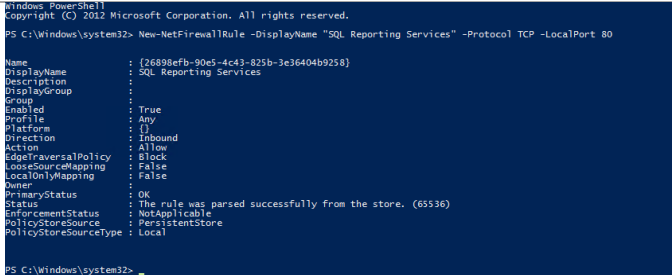 Windows PowerShell
Copyright (C) 2012 Microsoft Corporation. All rights reserved.
PS C:\Windows\system32> New-NetFirewallRule -DisplayName "SQL Reporting Services" -Protocol TCP -LocalPort 80
Name : {26898efb-90e5-4c43-825b-3e36404b9258}
DisplayName : SQL Reporting Services
Description :
DisplayGroup :
Group :
Enabled : True
Profile : Any
Platform : {}
Direction : Inbound
Action : Allow
EdgeTraversalPolicy : Block
LooseSourceMapping : False
LocalOnlyMapping : False
Owner :
PrimaryStatus : OK
Status : The rule was parsed successfully from the store. (65536)
EnforcementStatus : NotApplicable
PolicyStoreSource : PersistentStore
PolicyStoreSourceType : Local
PS C:\Windows\system32> _